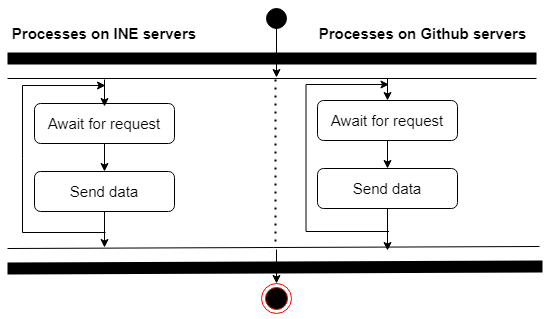 Processes on INE servers
Processes on Github servers
Await for request
Await for request
Send data
Send data